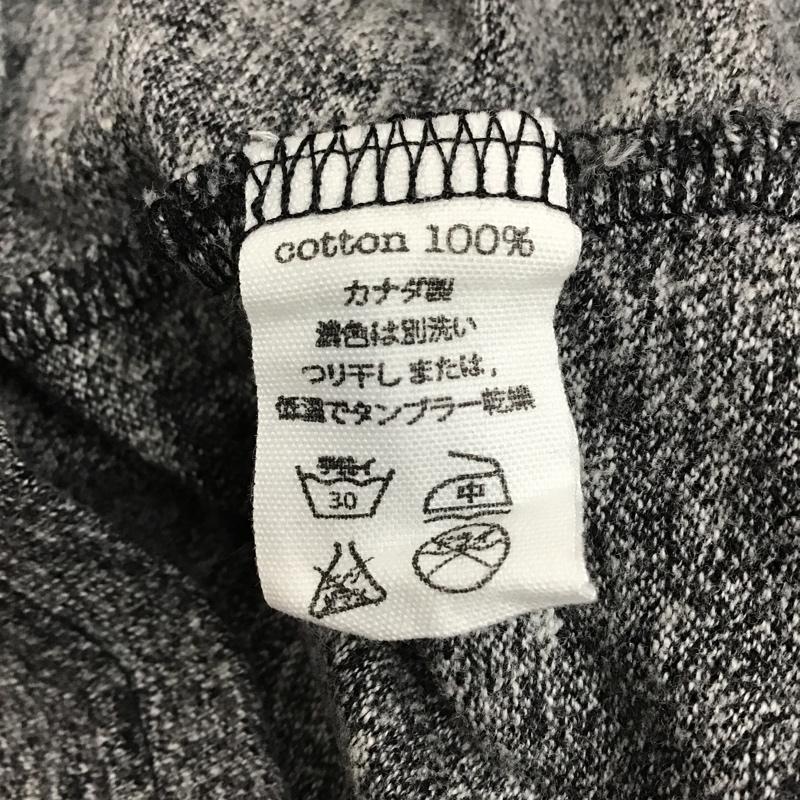 cotton 100%
カナダ製
濃色は別洗い
つり干し または,
低温でタンブラー乾燥
手洗イ
30
中